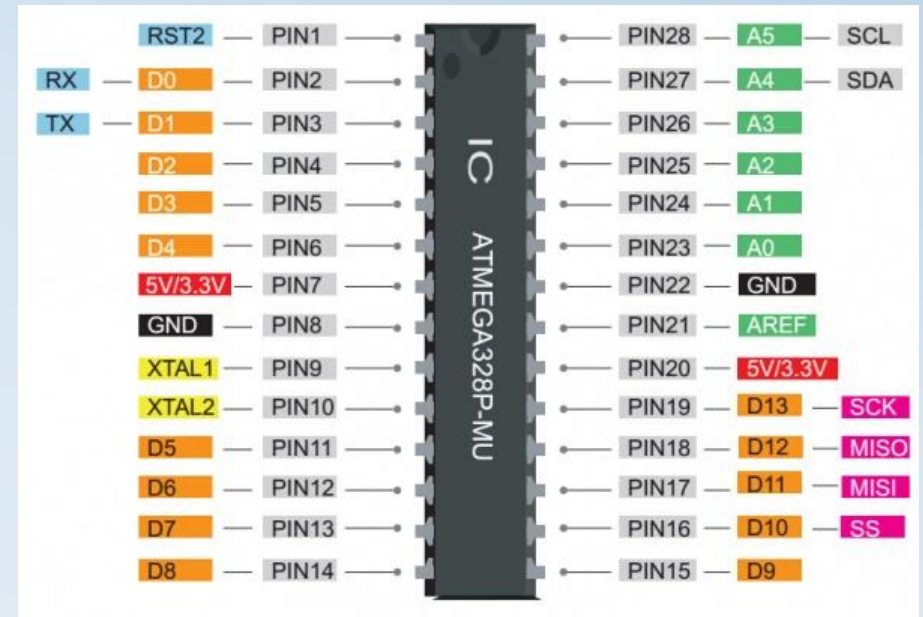 RST2 PIN1 PIN28 A5 SCL
RX D0 PIN2 PIN27 A4 SDA
TX D1 PIN3 PIN26 A3
D2 PIN4 PIN25 A2
D3 PIN5 PIN24 A1
D4 PIN6 PIN23 A0
5V/3.3V PIN7 PIN22 GND
GND PIN8 PIN21 AREF
XTAL1 PIN9 PIN20 5V/3.3V
XTAL2 PIN10 PIN19 D13 SCK
D5 PIN11 PIN18 D12 MISO
D6 PIN12 PIN17 D11 MISI
D7 PIN13 PIN16 D10 SS
D8 PIN14 PIN15 D9
IC ATMEGA328P-MU